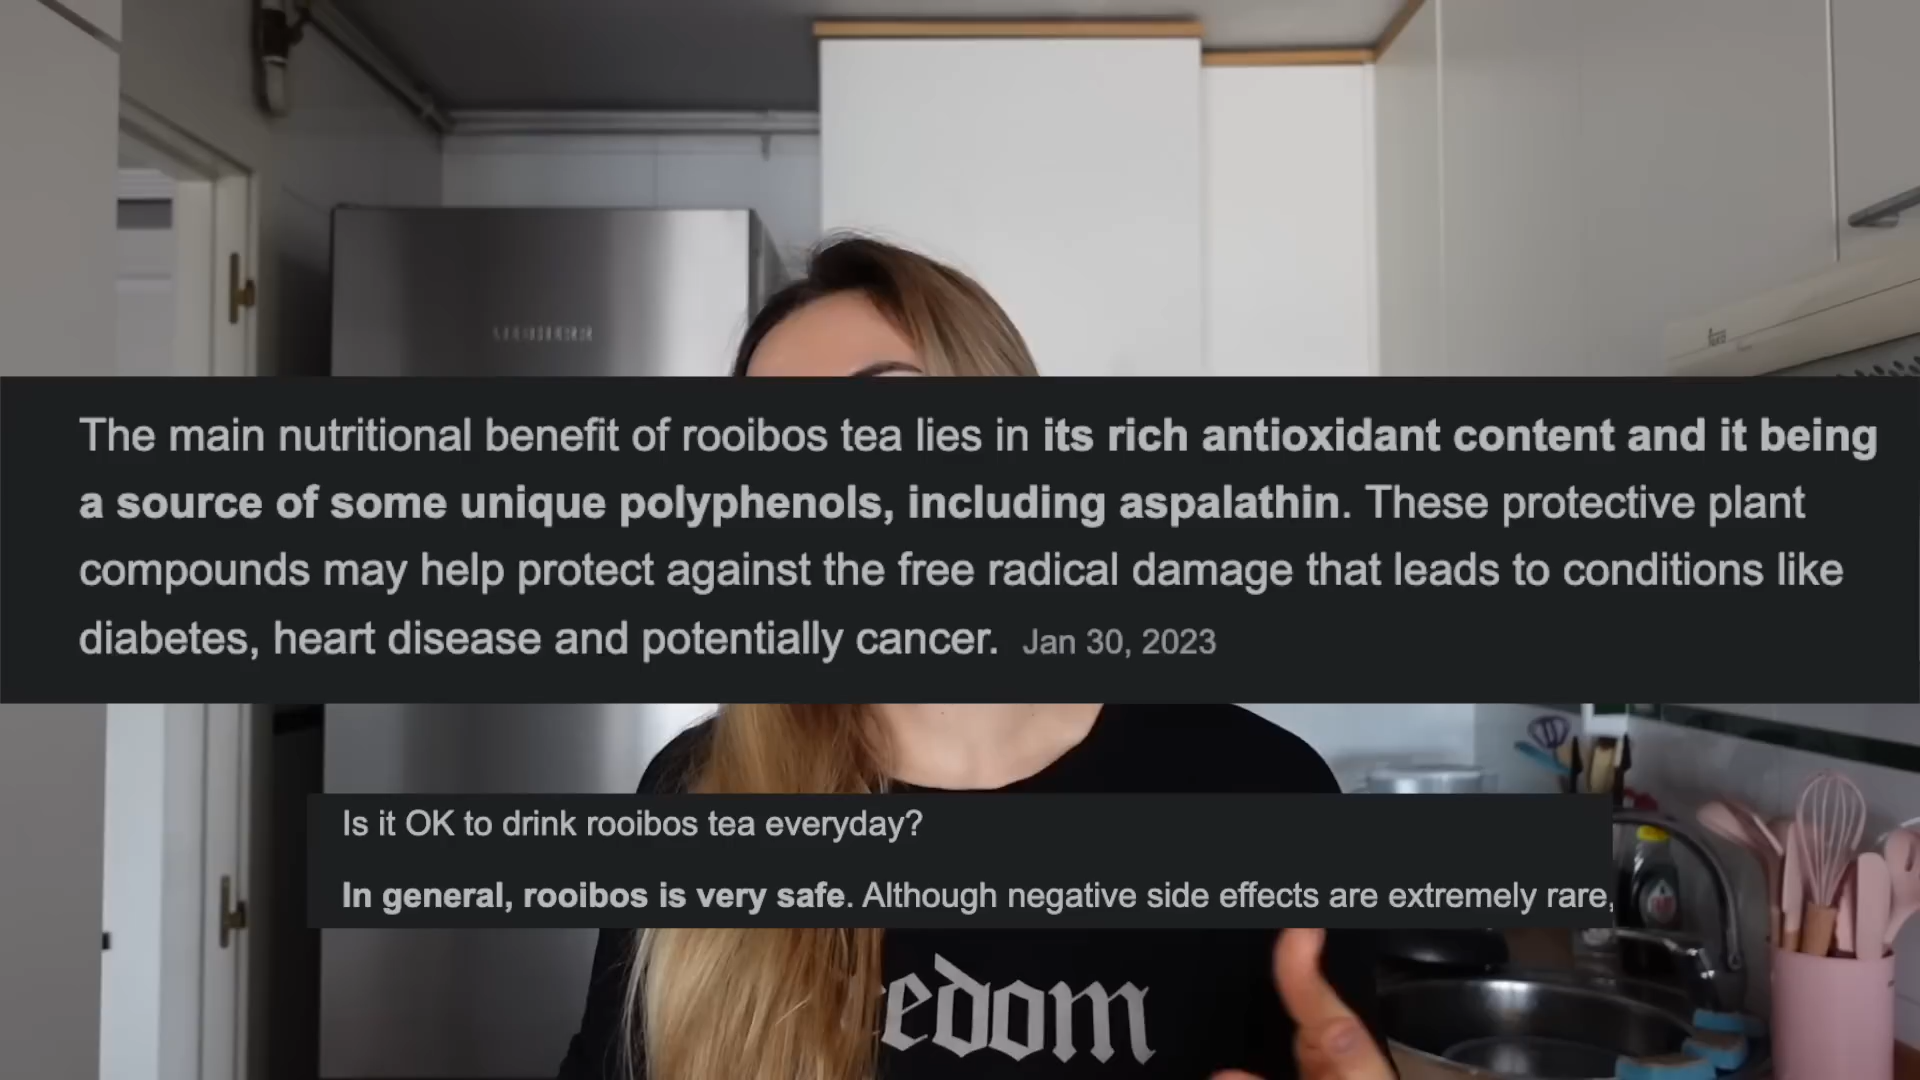 LIEBHERR
The main nutritional benefit of rooibos tea lies in its rich antioxidant content and it being
a source of some unique polyphenols, including aspalathin. These protective plant
compounds may help protect against the free radical damage that leads to conditions like
diabetes, heart disease and potentially cancer. Jan 30, 2023
Is it OK to drink rooibos tea everyday?
In general, rooibos is very safe. Although negative side effects are extremely rare,
edom